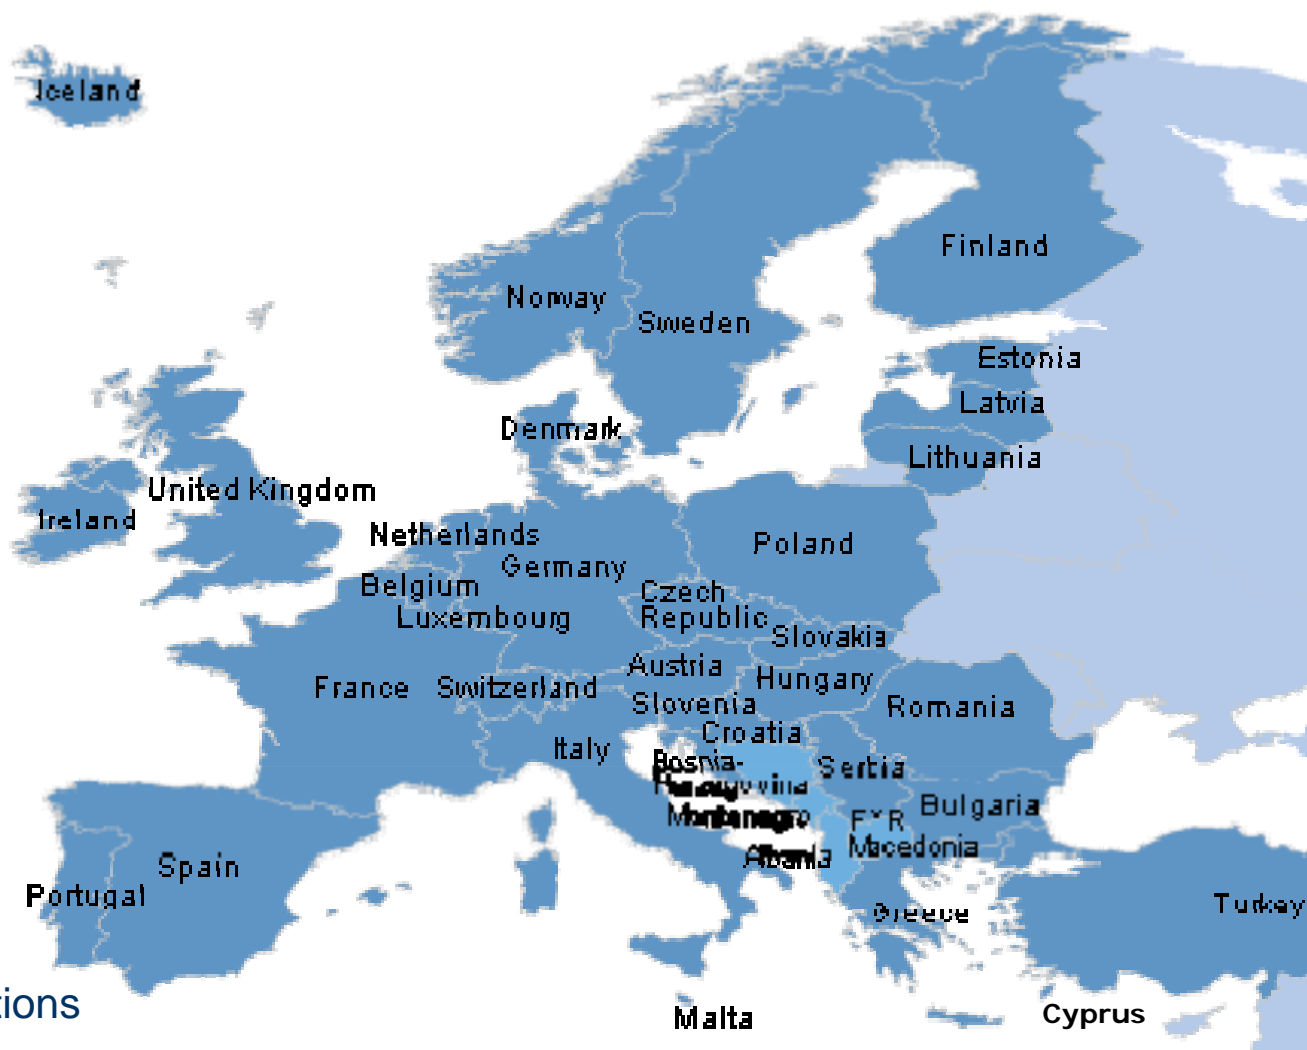 Iceland
Finland
Norway
Sweden
Estonia
Latvia
Denmark
Lithuania
United Kingdom
Ireland
Netherlands
Poland
Germany
Belgium
Czech
Republic
Luxembourg
Slovakia
Austria
Hungary
France
Switzerland
Slovenia
Romania
Croatia
Italy
Bosnia-
Serbia
Bulgaria
Montenegro
F Y R
Macedonia
Albania
Spain
Portugal
Turkey
Greece
tions
Malta
Cyprus